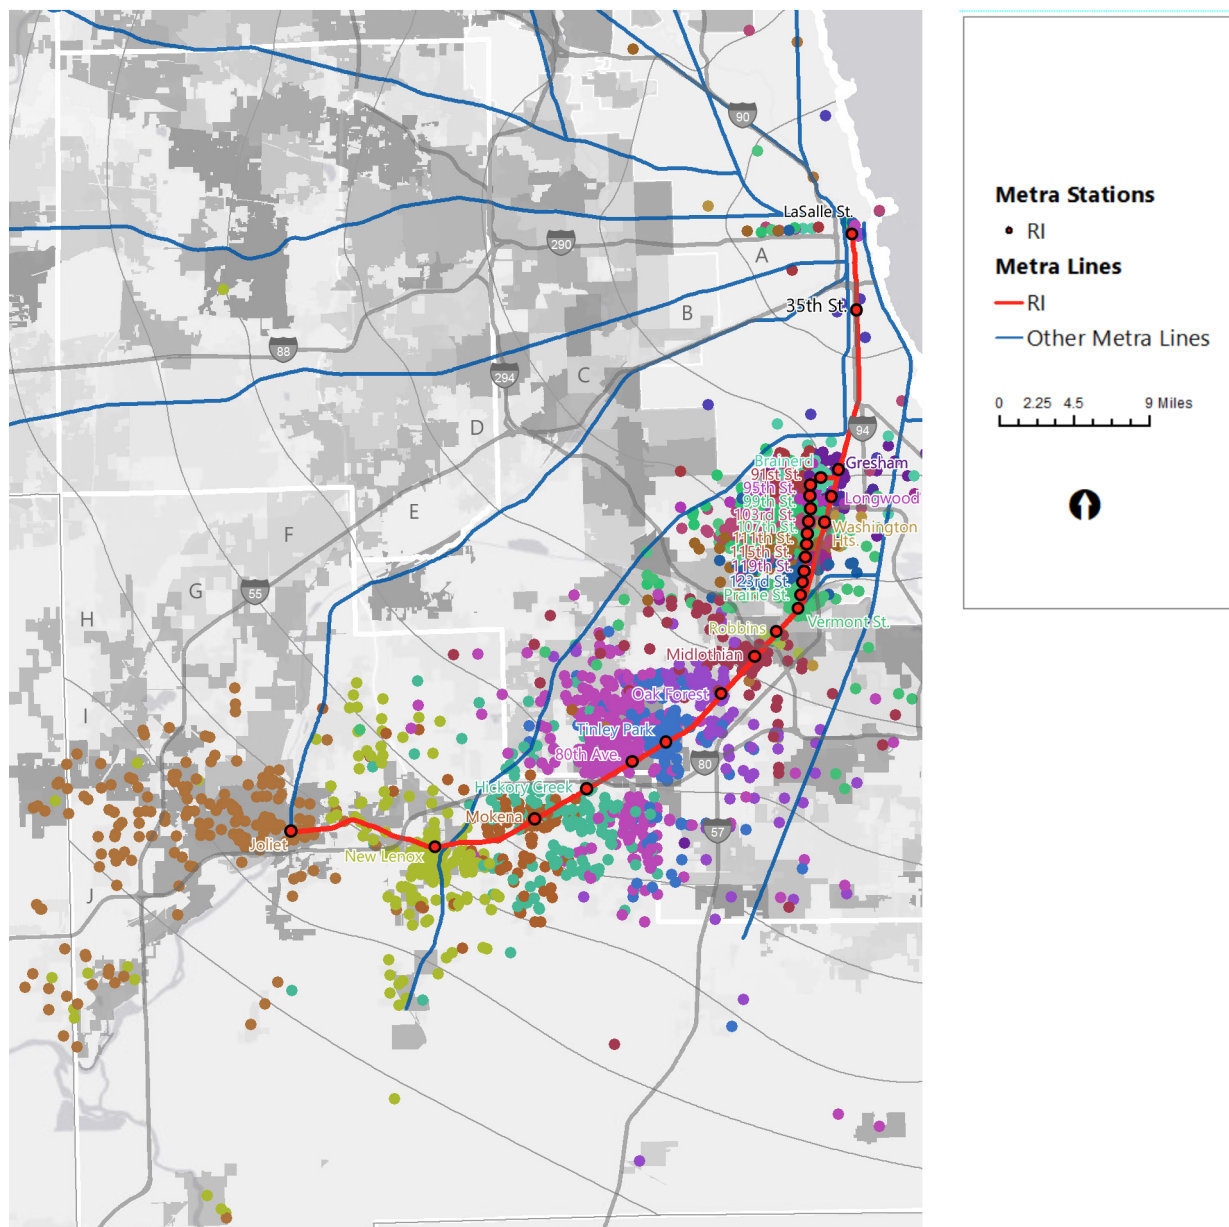 90
LaSalle St.
290
A
35th St.
B
88
294
C
D
94
Brainerd
Gresham
91st St.
95th St.
Longwood
99th St.
103rd St.
107th St.
Washington
Hts.
111th St.
115th St.
119th St.
123rd St.
Prairie St.
Vermont St.
E
F
G
55
H
Robbins
Midlothian
Oak Forest
I
Tinley Park
80th Ave.
80
Hickory Creek
Mokena
57
Joliet
New Lenox
J
Metra Stations
RI
Metra Lines
RI
Other Metra Lines
0 2.25 4.5 9 Miles